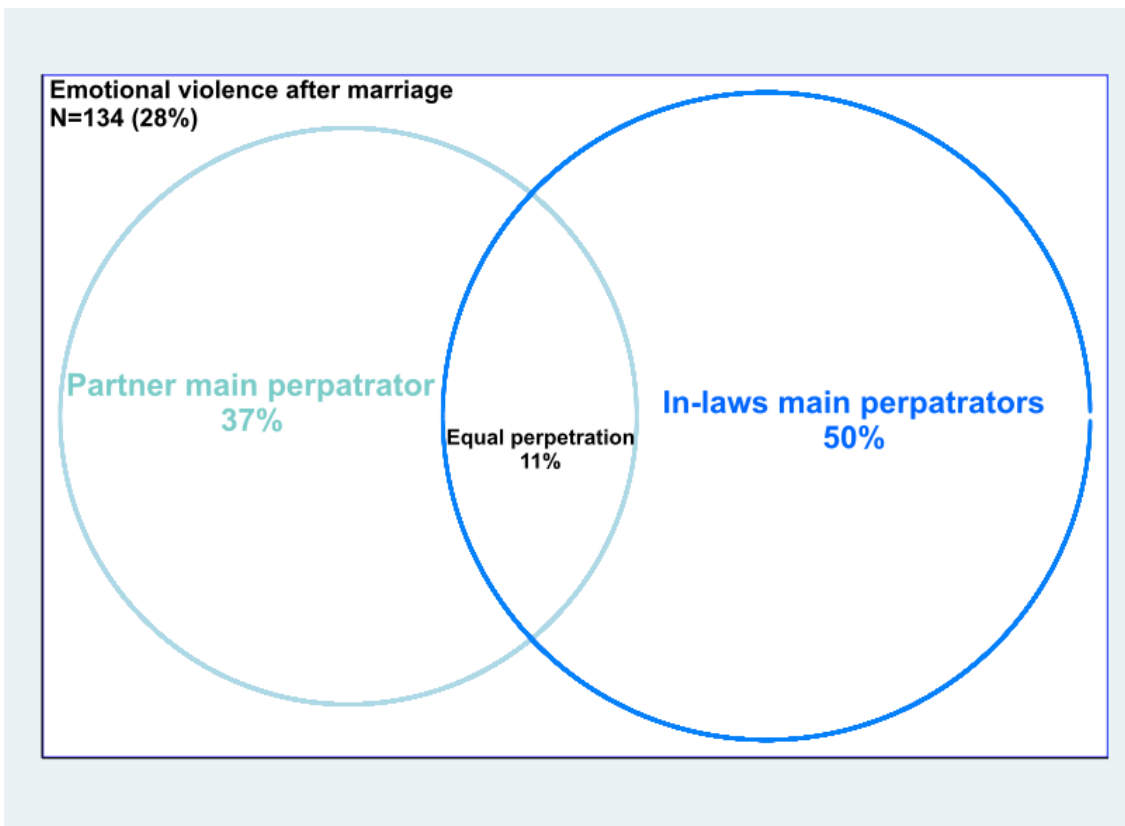 Emotional violence after marriage
N=134 (28%)
Partner main perpatrator
37%
In-laws main perpatrators
50%
Equal perpetration
11%